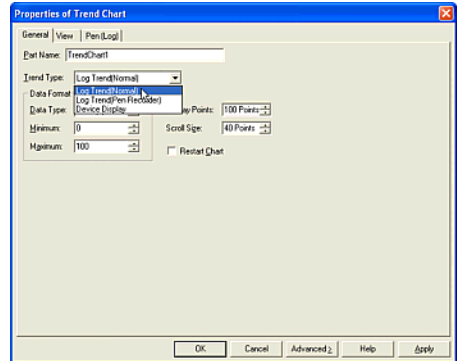 Properties of Trend Chart
General View Pen (Log)
Part Name: TrendChart1
Trend Type: Log Trend(Normal)
Data Format Log Trend(Normal)
Log Trend(Pen Recorder)
Data Type: Device Display ay Points: 100 Points
Minimum: 0 Scroll Size: 40 Points
Maximum: 100 Restart Chart
OK Cancel Advanced > Help Apply